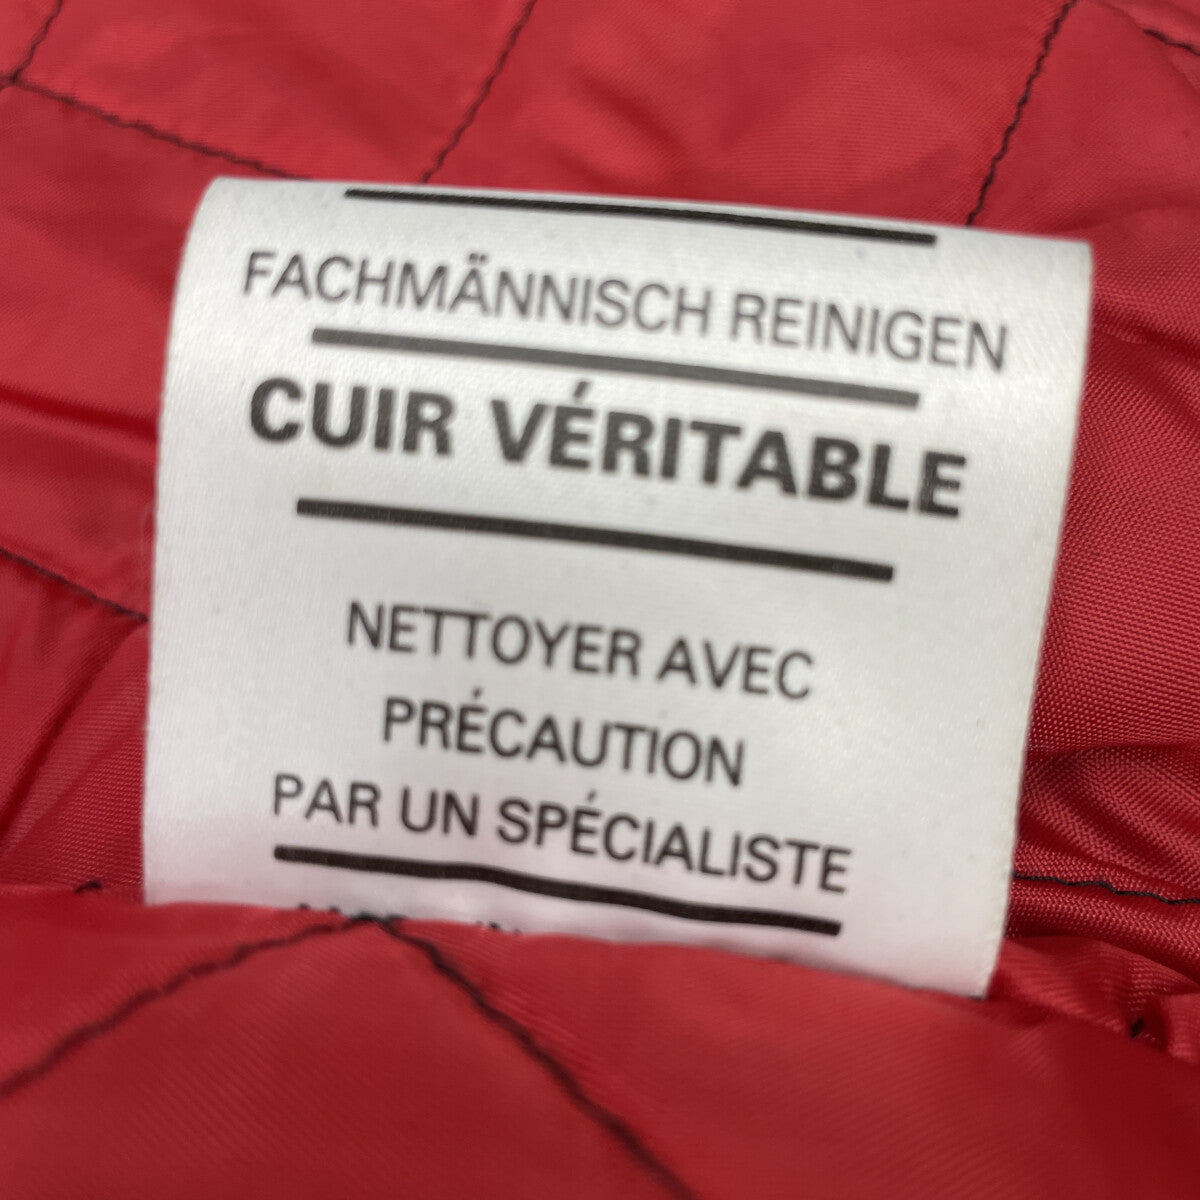 FACHMÄNNISCH REINIGEN
CUIR VÉRITABLE
NETTOYER AVEC
PRÉCAUTION
PAR UN SPÉCIALISTE